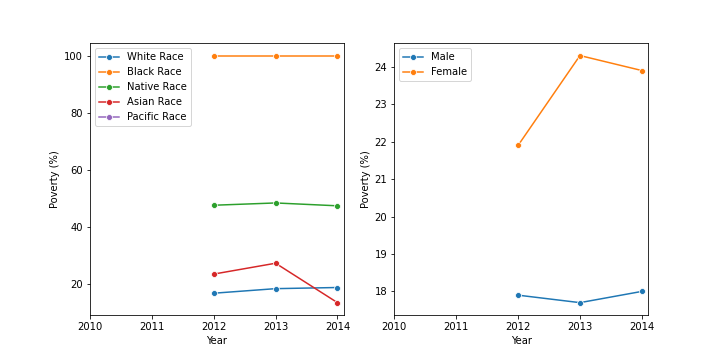 White Race
Black Race
Native Race
Asian Race
Pacific Race
100
80
60
40
20
Poverty (%)
2010 2011 2012 2013 2014
Year
Male
Female
24
23
22
21
20
19
18
Poverty (%)
2010 2011 2012 2013 2014
Year